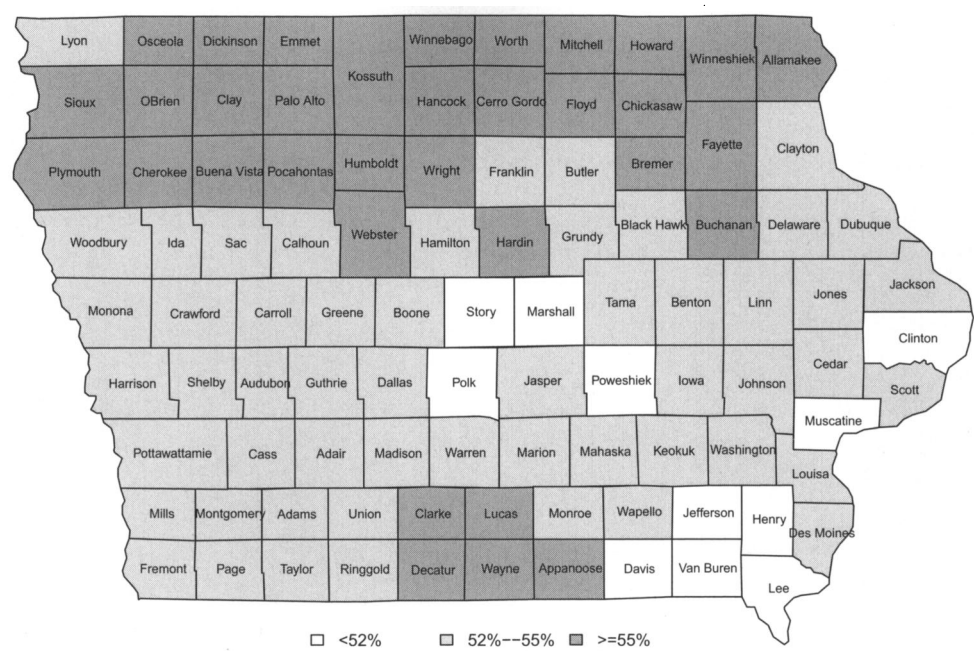 Lyon Osceola Dickinson Emmet Winnebago Worth Mitchell Howard Winneshiek Allamakee
Kossuth
Sioux OBrien Clay Palo Alto Hancock Cerro Gordo Floyd Chickasaw
Fayette Clayton
Plymouth Cherokee Buena Vista Pocahontas Humboldt Wright Franklin Butler Bremer
Woodbury Ida Sac Calhoun Webster Hamilton Hardin Grundy Black Hawk Buchanan Delaware Dubuque
Monona Crawford Carroll Greene Boone Story Marshall Tama Benton Linn Jones Jackson
Clinton
Harrison Shelby Audubon Guthrie Dallas Polk Jasper Poweshiek Iowa Johnson Cedar Scott
Muscatine
Pottawattamie Cass Adair Madison Warren Marion Mahaska Keokuk Washington
Louisa
Mills Montgomery Adams Union Clarke Lucas Monroe Wapello Jefferson Henry Des Moines
Fremont Page Taylor Ringgold Decatur Wayne Appanoose Davis Van Buren Lee
<52% 52%--55% >=55%